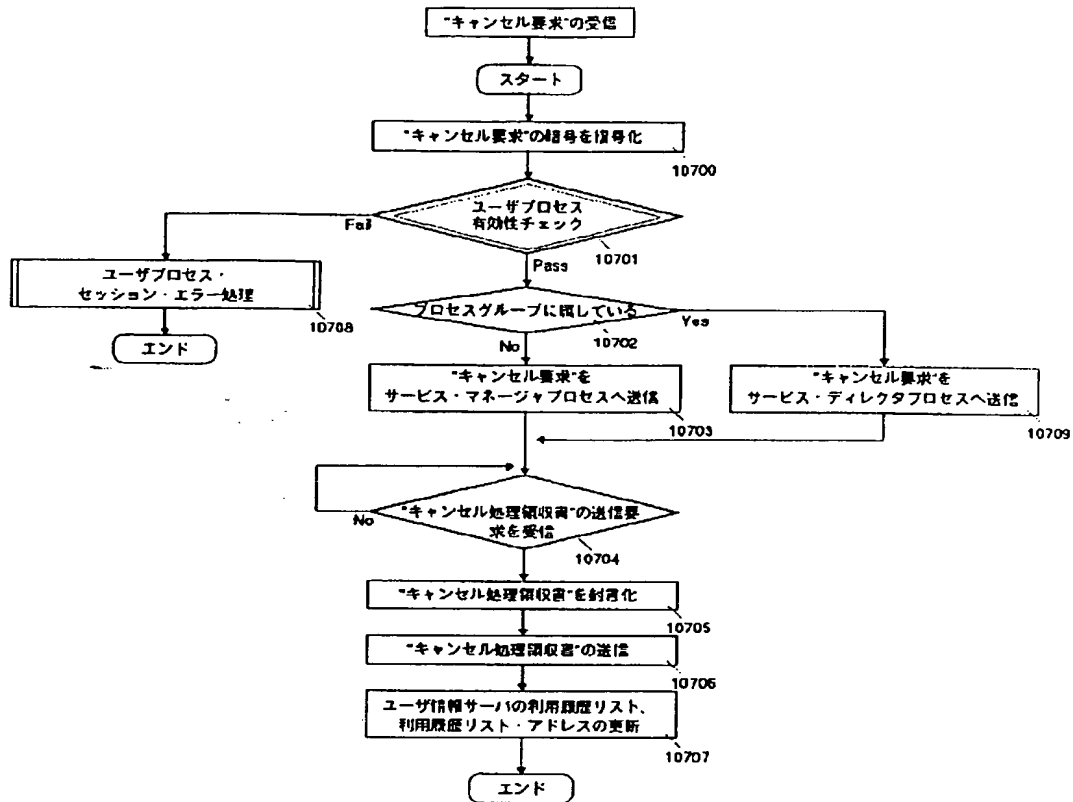 "キャンセル要求"の受信
スタート
"キャンセル要求"の暗号を復号化
10700
ユーザプロセス
有効性チェック
10701
Fail
Pass
ユーザプロセス・
セッション・エラー処理
10708
エンド
プロセスグループに属している
10702
Yes
No
"キャンセル要求"を
サービス・マネージャプロセスへ送信
10703
"キャンセル要求"を
サービス・ディレクタプロセスへ送信
10709
No
"キャンセル処理領収書"の送信要
求を受信
10704
"キャンセル処理領収書"を封書化
10705
"キャンセル処理領収書"の送信
10706
ユーザ情報サーバの利用履歴リスト、
利用履歴リスト・アドレスの更新
10707
エンド